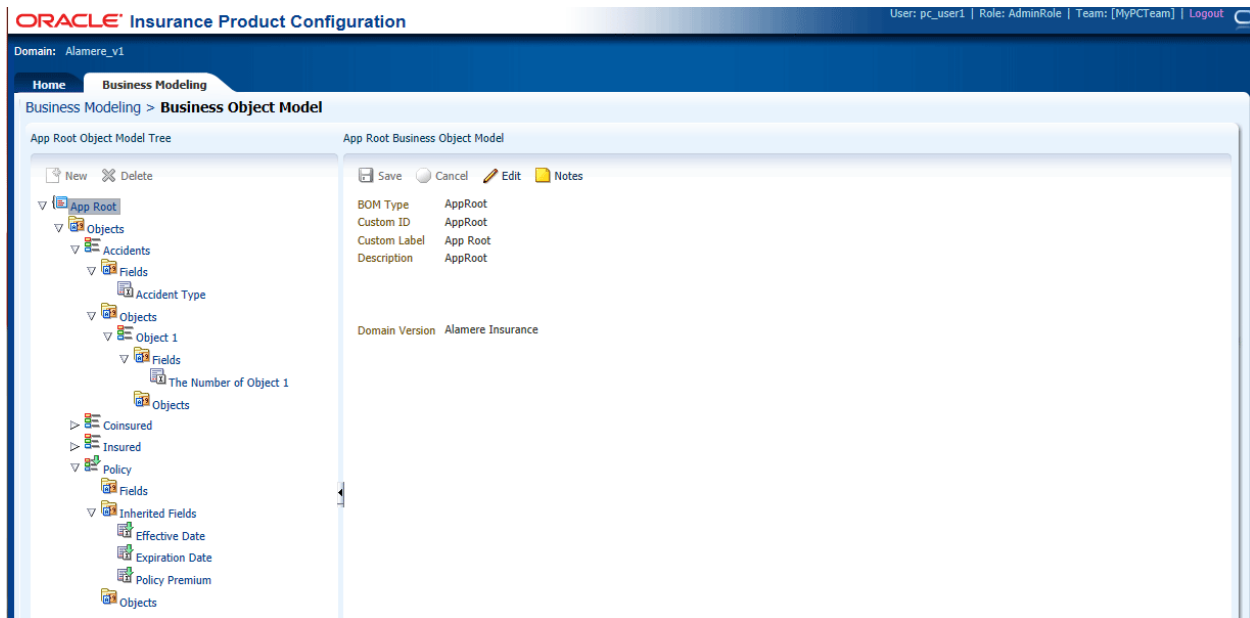 ORACLE® Insurance Product Configuration
User: pc_user1 | Role: AdminRole | Team: [MyPCTeam] | Logout
Domain: Alamere_v1
Home Business Modeling
Business Modeling > Business Object Model
App Root Object Model Tree
New Delete
App Root
Objects
Accidents
Fields
Accident Type
Objects
Object 1
Fields
The Number of Object 1
Objects
Coinsured
Insured
Policy
Fields
Inherited Fields
Effective Date
Expiration Date
Policy Premium
Objects
App Root Business Object Model
Save Cancel Edit Notes
BOM Type AppRoot
Custom ID AppRoot
Custom Label App Root
Description AppRoot
Domain Version Alamere Insurance